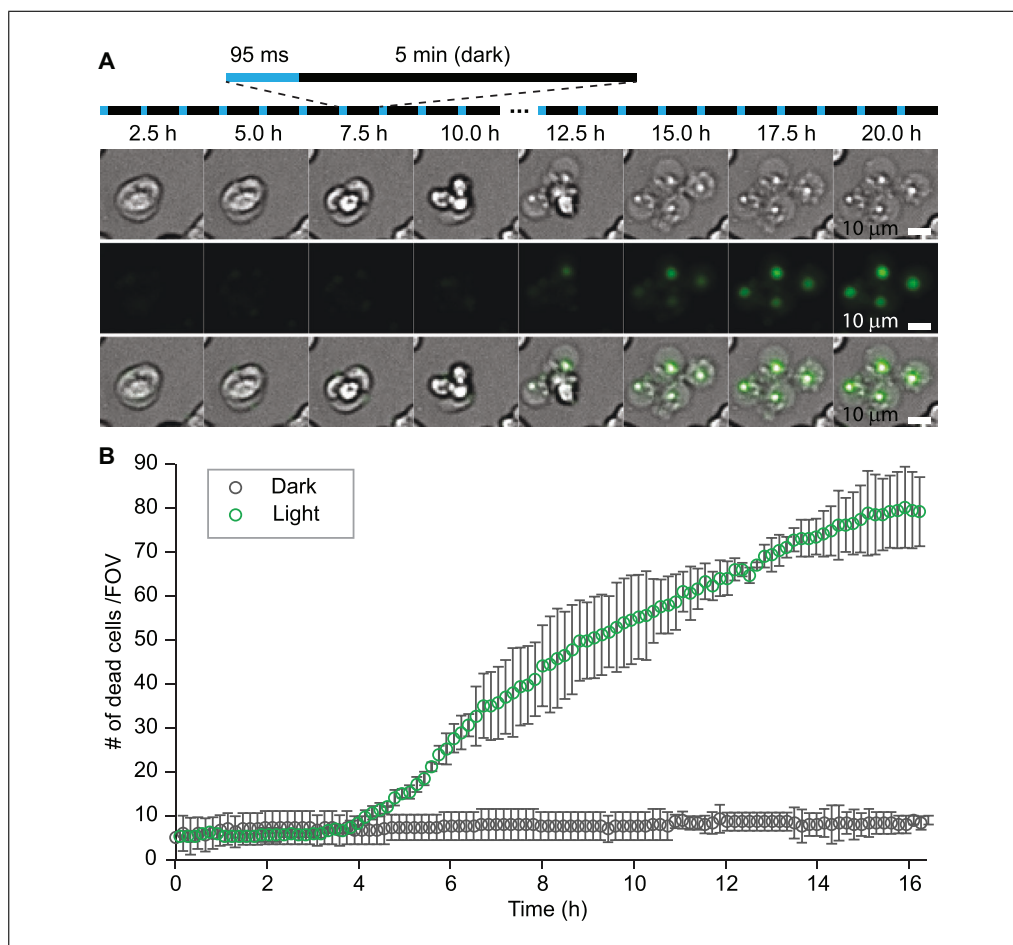 A
95 ms 5 min (dark)
...
2.5 h 5.0 h 7.5 h 10.0 h 12.5 h 15.0 h 17.5 h 20.0 h
10 μm
10 μm
10 μm
B
90
80
70
60
50
40
30
20
10
0
# of dead cells /FOV
Dark
Light
0 2 4 6 8 10 12 14 16
Time (h)